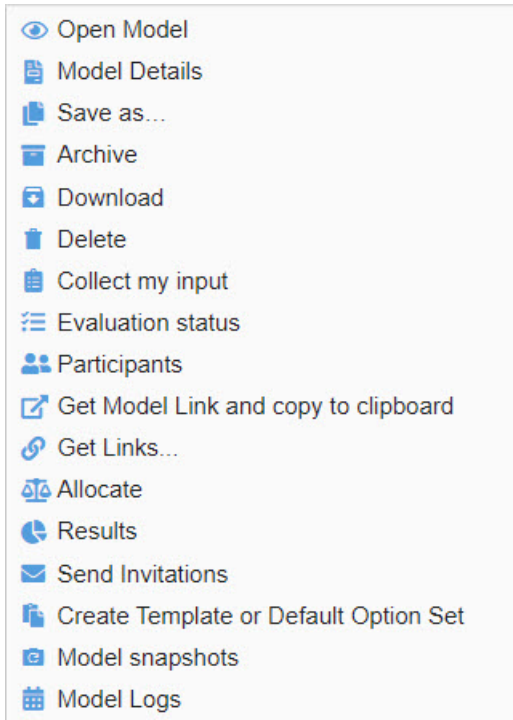 Open Model
Model Details
Save as...
Archive
Download
Delete
Collect my input
Evaluation status
Participants
Get Model Link and copy to clipboard
Get Links...
Allocate
Results
Send Invitations
Create Template or Default Option Set
Model snapshots
Model Logs